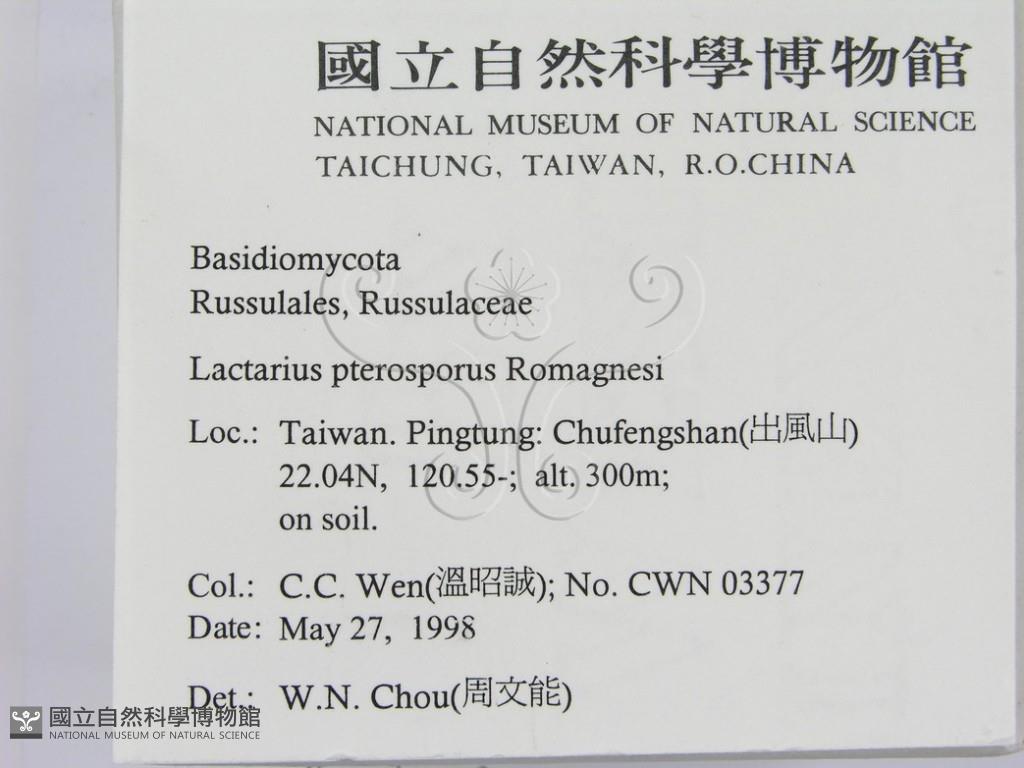 國立自然科學博物館
NATIONAL MUSEUM OF NATURAL SCIENCE
TAICHUNG, TAIWAN, R.O.CHINA
Basidiomycota
Russulales, Russulaceae
Lactarius pterosporus Romagnesi
Loc.: Taiwan. Pingtung: Chufengshan(出風山)
22.04N, 120.55-; alt. 300m;
on soil.
Col.: C.C. Wen(溫昭誠); No. CWN 03377
Date: May 27, 1998
Det.: W.N. Chou(周文能)
國立自然科學博物館
NATIONAL MUSEUM OF NATURAL SCIENCE